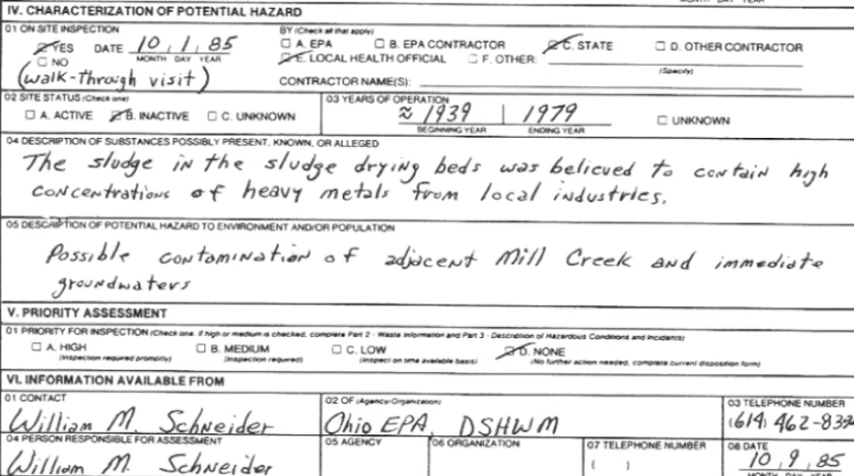 IV. CHARACTERIZATION OF POTENTIAL HAZARD
01 ON SITE INSPECTION BY (Check all that apply)
YES DATE 10, 1, 85 ☐ A. EPA ☐ B. EPA CONTRACTOR ☒ C. STATE ☐ D. OTHER CONTRACTOR
☐ NO MONTH DAY YEAR ☒ E. LOCAL HEALTH OFFICIAL ☐ F. OTHER:
(Specify)
(walk-through visit) CONTRACTOR NAME(S):
02 SITE STATUS (Check one) 03 YEARS OF OPERATION
☐ A. ACTIVE ☒ B. INACTIVE ☐ C. UNKNOWN ≈ 1939 | 1979 ☐ UNKNOWN
BEGINNING YEAR ENDING YEAR
04 DESCRIPTION OF SUBSTANCES POSSIBLY PRESENT, KNOWN, OR ALLEGED
The sludge in the sludge drying beds was believed to contain high
concentrations of heavy metals from local industries.
05 DESCRIPTION OF POTENTIAL HAZARD TO ENVIRONMENT AND/OR POPULATION
Possible contamination of adjacent Mill Creek and immediate
groundwaters
V. PRIORITY ASSESSMENT
01 PRIORITY FOR INSPECTION (Check one. If high or medium is checked, complete Part 2 - Waste Information and Part 3 - Description of Hazardous Conditions and Incidents)
☐ A. HIGH ☐ B. MEDIUM ☐ C. LOW ☒ D. NONE
(Inspection required promptly) (Inspection required) (Inspect on time available basis) (No further action needed, complete current disposition form)
VI. INFORMATION AVAILABLE FROM
01 CONTACT 02 OF (Agency/Organization) 03 TELEPHONE NUMBER
William M. Schneider Ohio EPA, DSHWM (614)
04 PERSON RESPONSIBLE FOR ASSESSMENT 05 AGENCY 06 ORGANIZATION 07 TELEPHONE NUMBER 08 DATE
William M. Schneider ( ) 10, 9, 85
MONTH DAY YEAR